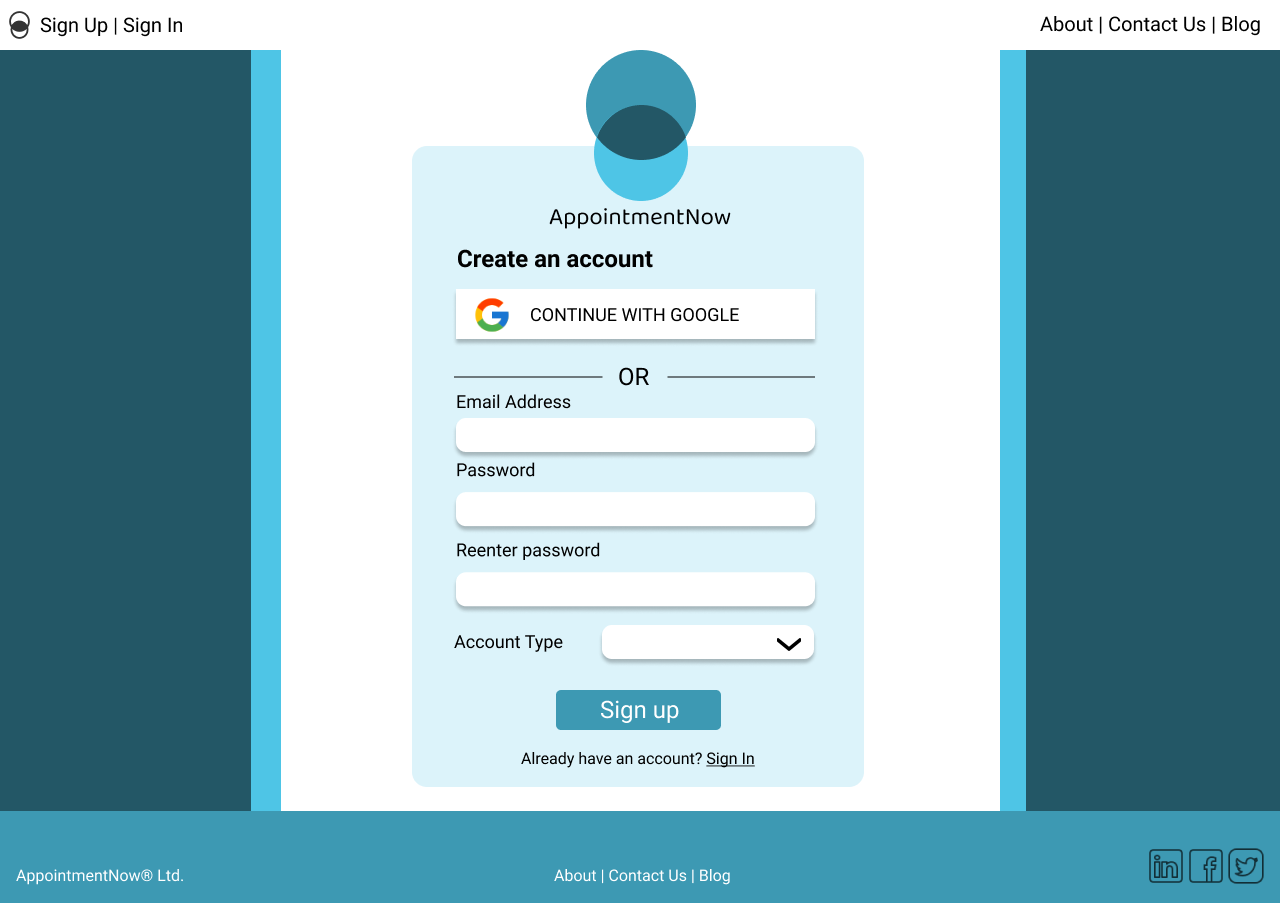 Sign Up | Sign In
About | Contact Us | Blog
AppointmentNow
Create an account
CONTINUE WITH GOOGLE
OR
Email Address
Password
Reenter password
Account Type
Sign up
Already have an account? Sign In
AppointmentNow® Ltd.
About | Contact Us | Blog